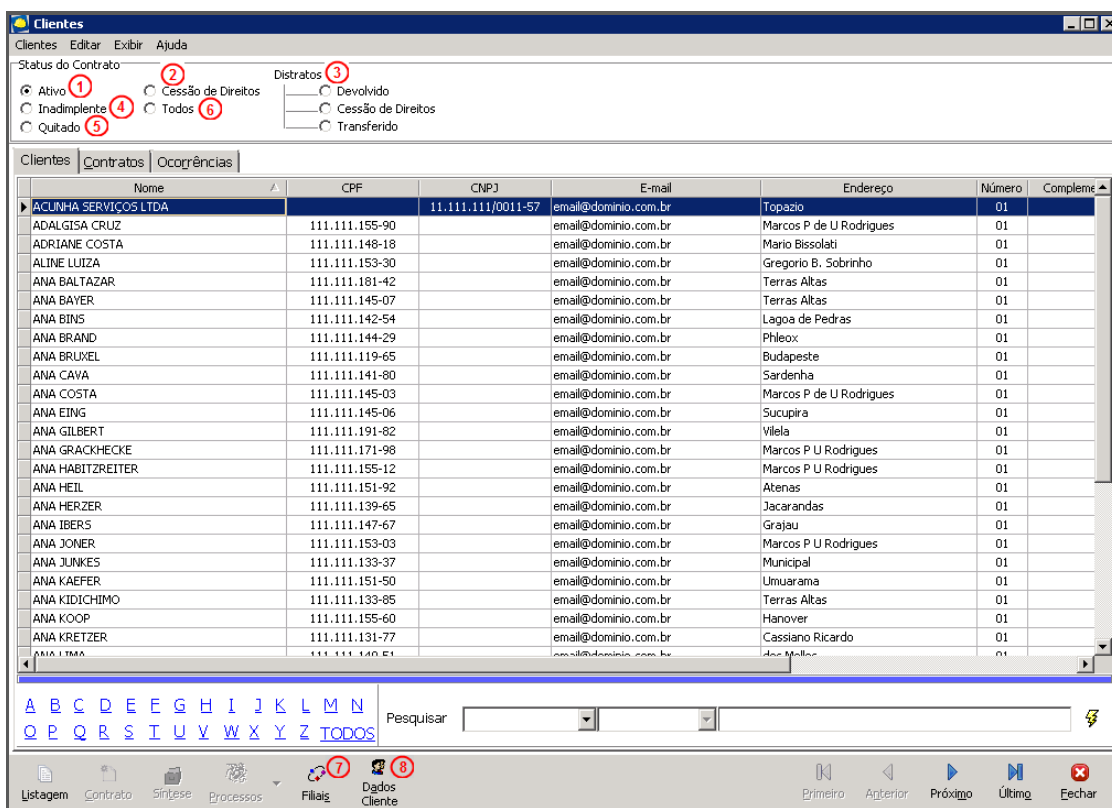 Clientes
Clientes Editar Exibir Ajuda
Status do Contrato
Ativo 1
2 Cessão de Direitos
Distratos 3
Devolvido
Inadimplente 4
Todos 6
Cessão de Direitos
Quitado 5
Transferido
Clientes Contratos Ocorrências
Nome CPF CNPJ E-mail Endereço Número Compleme
ACUNHA SERVIÇOS LTDA 11.111.111/0011-57 email@dominio.com.br Topazio 01
ADALGISA CRUZ 111.111.155-90 email@dominio.com.br Marcos P de U Rodrigues 01
ADRIANE COSTA 111.111.148-18 email@dominio.com.br Mario Bissolati 01
ALINE LUIZA 111.111.153-30 email@dominio.com.br Gregorio B. Sobrinho 01
ANA BALTAZAR 111.111.181-42 email@dominio.com.br Terras Altas 01
ANA BAYER 111.111.145-07 email@dominio.com.br Terras Altas 01
ANA BINS 111.111.142-54 email@dominio.com.br Lagoa de Pedras 01
ANA BRAND 111.111.144-29 email@dominio.com.br Phleox 01
ANA BRUXEL 111.111.119-65 email@dominio.com.br Budapeste 01
ANA CAVA 111.111.141-80 email@dominio.com.br Sardenha 01
ANA COSTA 111.111.145-03 email@dominio.com.br Marcos P de U Rodrigues 01
ANA EING 111.111.145-06 email@dominio.com.br Sucupira 01
ANA GILBERT 111.111.191-82 email@dominio.com.br Vilela 01
ANA GRACKHECKE 111.111.171-98 email@dominio.com.br Marcos P U Rodrigues 01
ANA HABITZREITER 111.111.155-12 email@dominio.com.br Marcos P U Rodrigues 01
ANA HEIL 111.111.151-92 email@dominio.com.br Atenas 01
ANA HERZER 111.111.139-65 email@dominio.com.br Jacarandas 01
ANA IBERS 111.111.147-67 email@dominio.com.br Grajau 01
ANA JONER 111.111.153-03 email@dominio.com.br Marcos P U Rodrigues 01
ANA JUNKES 111.111.133-37 email@dominio.com.br Municipal 01
ANA KAEFER 111.111.151-50 email@dominio.com.br Umuarama 01
ANA KIDICHIMO 111.111.133-85 email@dominio.com.br Terras Altas 01
ANA KOOP 111.111.155-60 email@dominio.com.br Hanover 01
ANA KRETZER 111.111.131-77 email@dominio.com.br Cassiano Ricardo 01
A B C D E F G H I J K L M N
O P Q R S T U V W X Y Z TODOS
Pesquisar
7 8
Listagem Contrato Síntese Processos Filiais Dados Cliente Primeiro Anterior Próximo Último Fechar